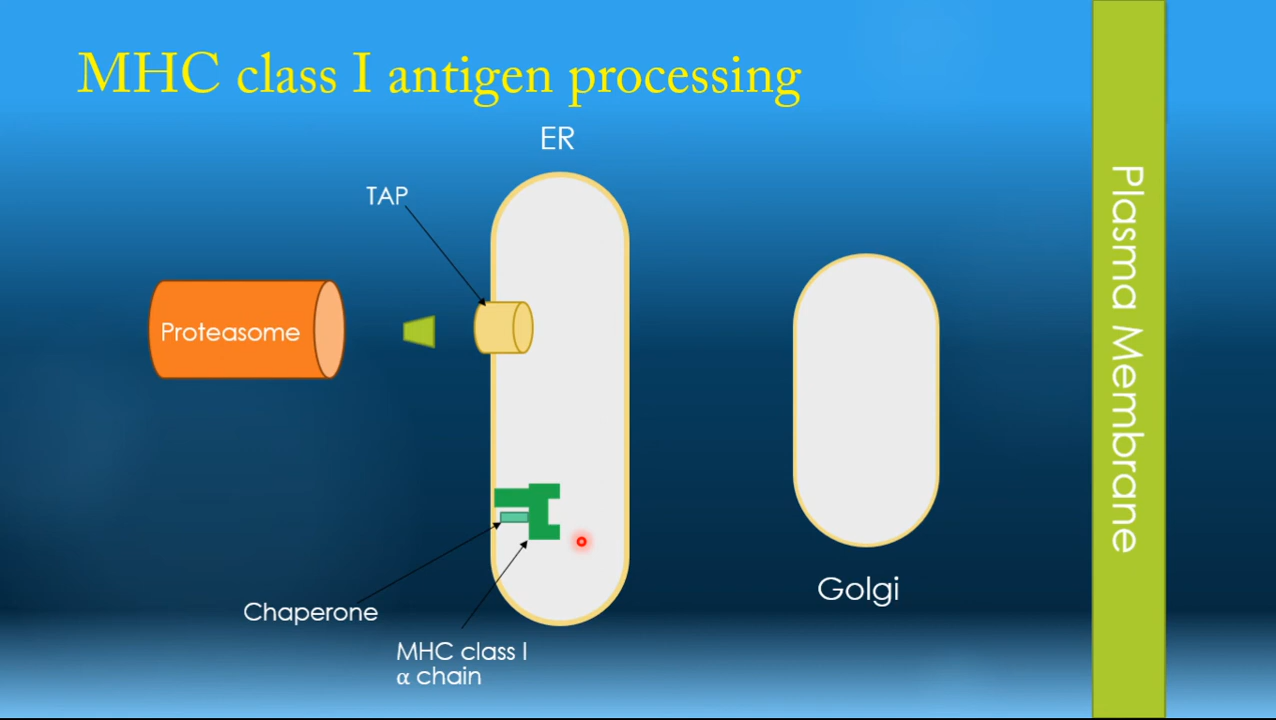 MHC class I antigen processing
ER
TAP
Proteasome
Plasma Membrane
Golgi
Chaperone
MHC class I
α chain